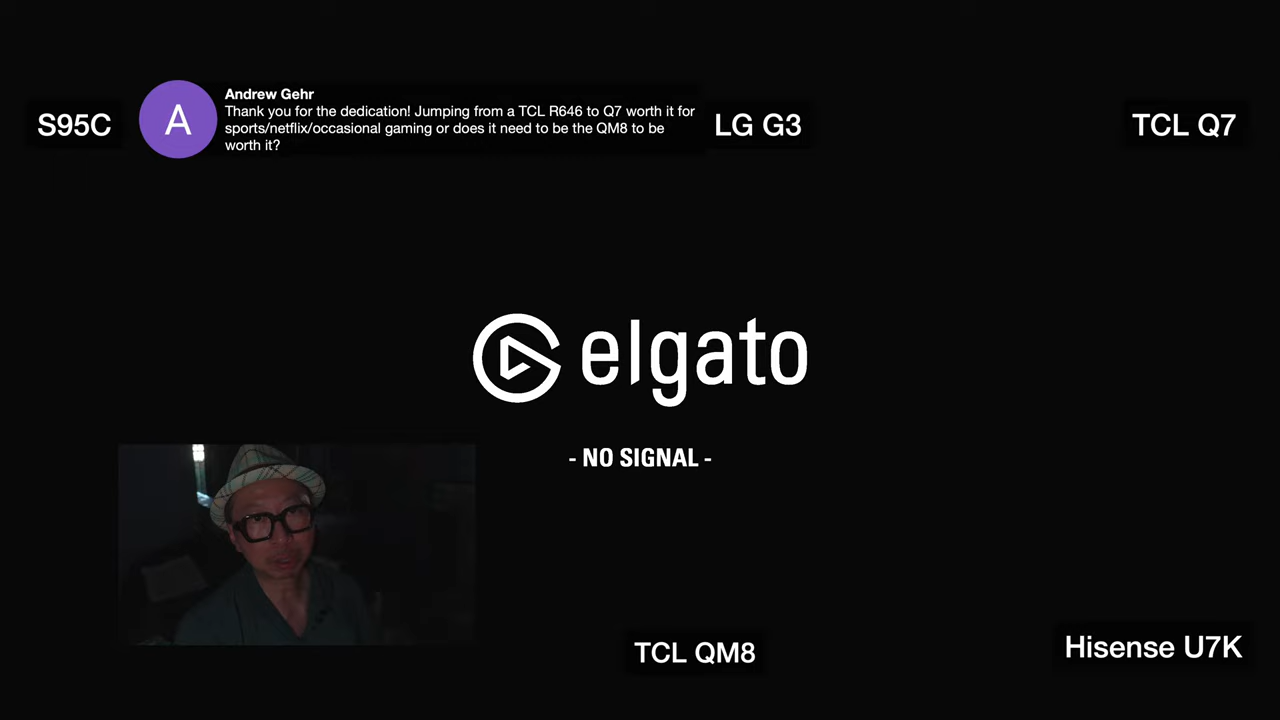 S95C
A
Andrew Gehr
Thank you for the dedication! Jumping from a TCL R646 to Q7 worth it for
sports/netflix/occasional gaming or does it need to be the QM8 to be
worth it?
LG G3
TCL Q7
elgato
- NO SIGNAL -
TCL QM8
Hisense U7K